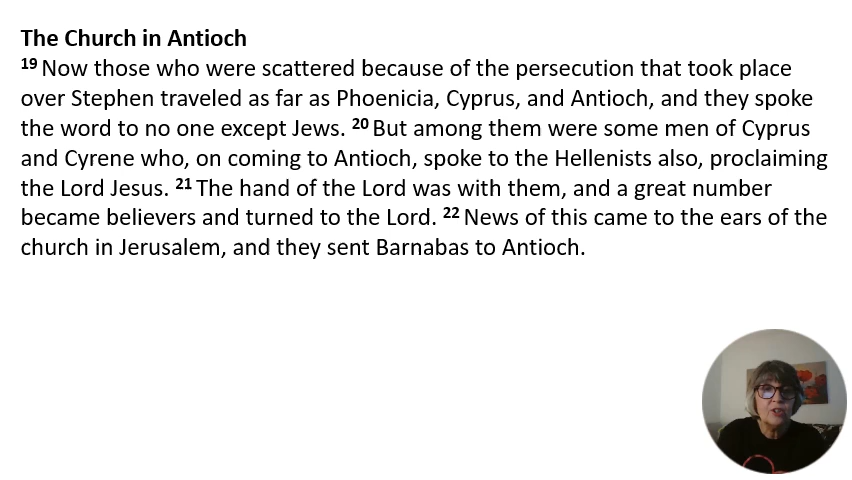 The Church in Antioch
19 Now those who were scattered because of the persecution that took place
over Stephen traveled as far as Phoenicia, Cyprus, and Antioch, and they spoke
the word to no one except Jews. 20 But among them were some men of Cyprus
and Cyrene who, on coming to Antioch, spoke to the Hellenists also, proclaiming
the Lord Jesus. 21 The hand of the Lord was with them, and a great number
became believers and turned to the Lord. 22 News of this came to the ears of the
church in Jerusalem, and they sent Barnabas to Antioch.